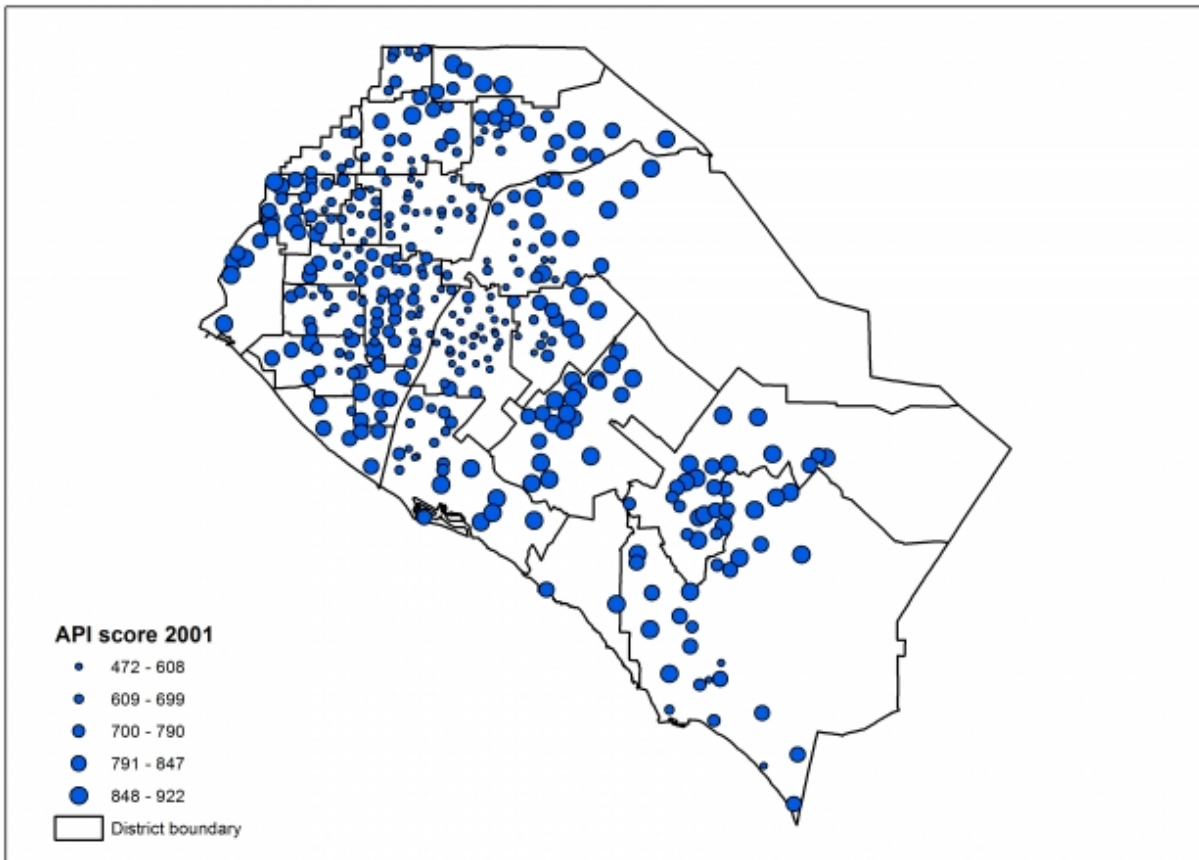 API score 2001
472 - 608
609 - 699
700 - 790
791 - 847
848 - 922
District boundary